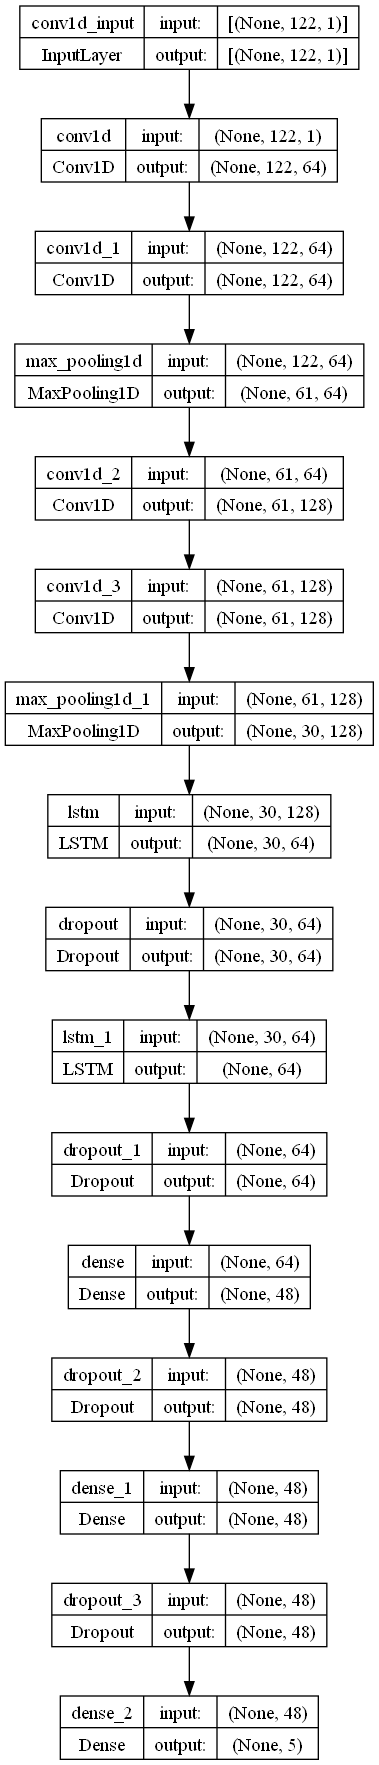 conv1d_input input: [(None, 122, 1)]
InputLayer output: [(None, 122, 1)]
conv1d input: (None, 122, 1)
Conv1D output: (None, 122, 64)
conv1d_1 input: (None, 122, 64)
Conv1D output: (None, 122, 64)
max_pooling1d input: (None, 122, 64)
MaxPooling1D output: (None, 61, 64)
conv1d_2 input: (None, 61, 64)
Conv1D output: (None, 61, 128)
conv1d_3 input: (None, 61, 128)
Conv1D output: (None, 61, 128)
max_pooling1d_1 input: (None, 61, 128)
MaxPooling1D output: (None, 30, 128)
lstm input: (None, 30, 128)
LSTM output: (None, 30, 64)
dropout input: (None, 30, 64)
Dropout output: (None, 30, 64)
lstm_1 input: (None, 30, 64)
LSTM output: (None, 64)
dropout_1 input: (None, 64)
Dropout output: (None, 64)
dense input: (None, 64)
Dense output: (None, 48)
dropout_2 input: (None, 48)
Dropout output: (None, 48)
dense_1 input: (None, 48)
Dense output: (None, 48)
dropout_3 input: (None, 48)
Dropout output: (None, 48)
dense_2 input: (None, 48)
Dense output: (None, 5)